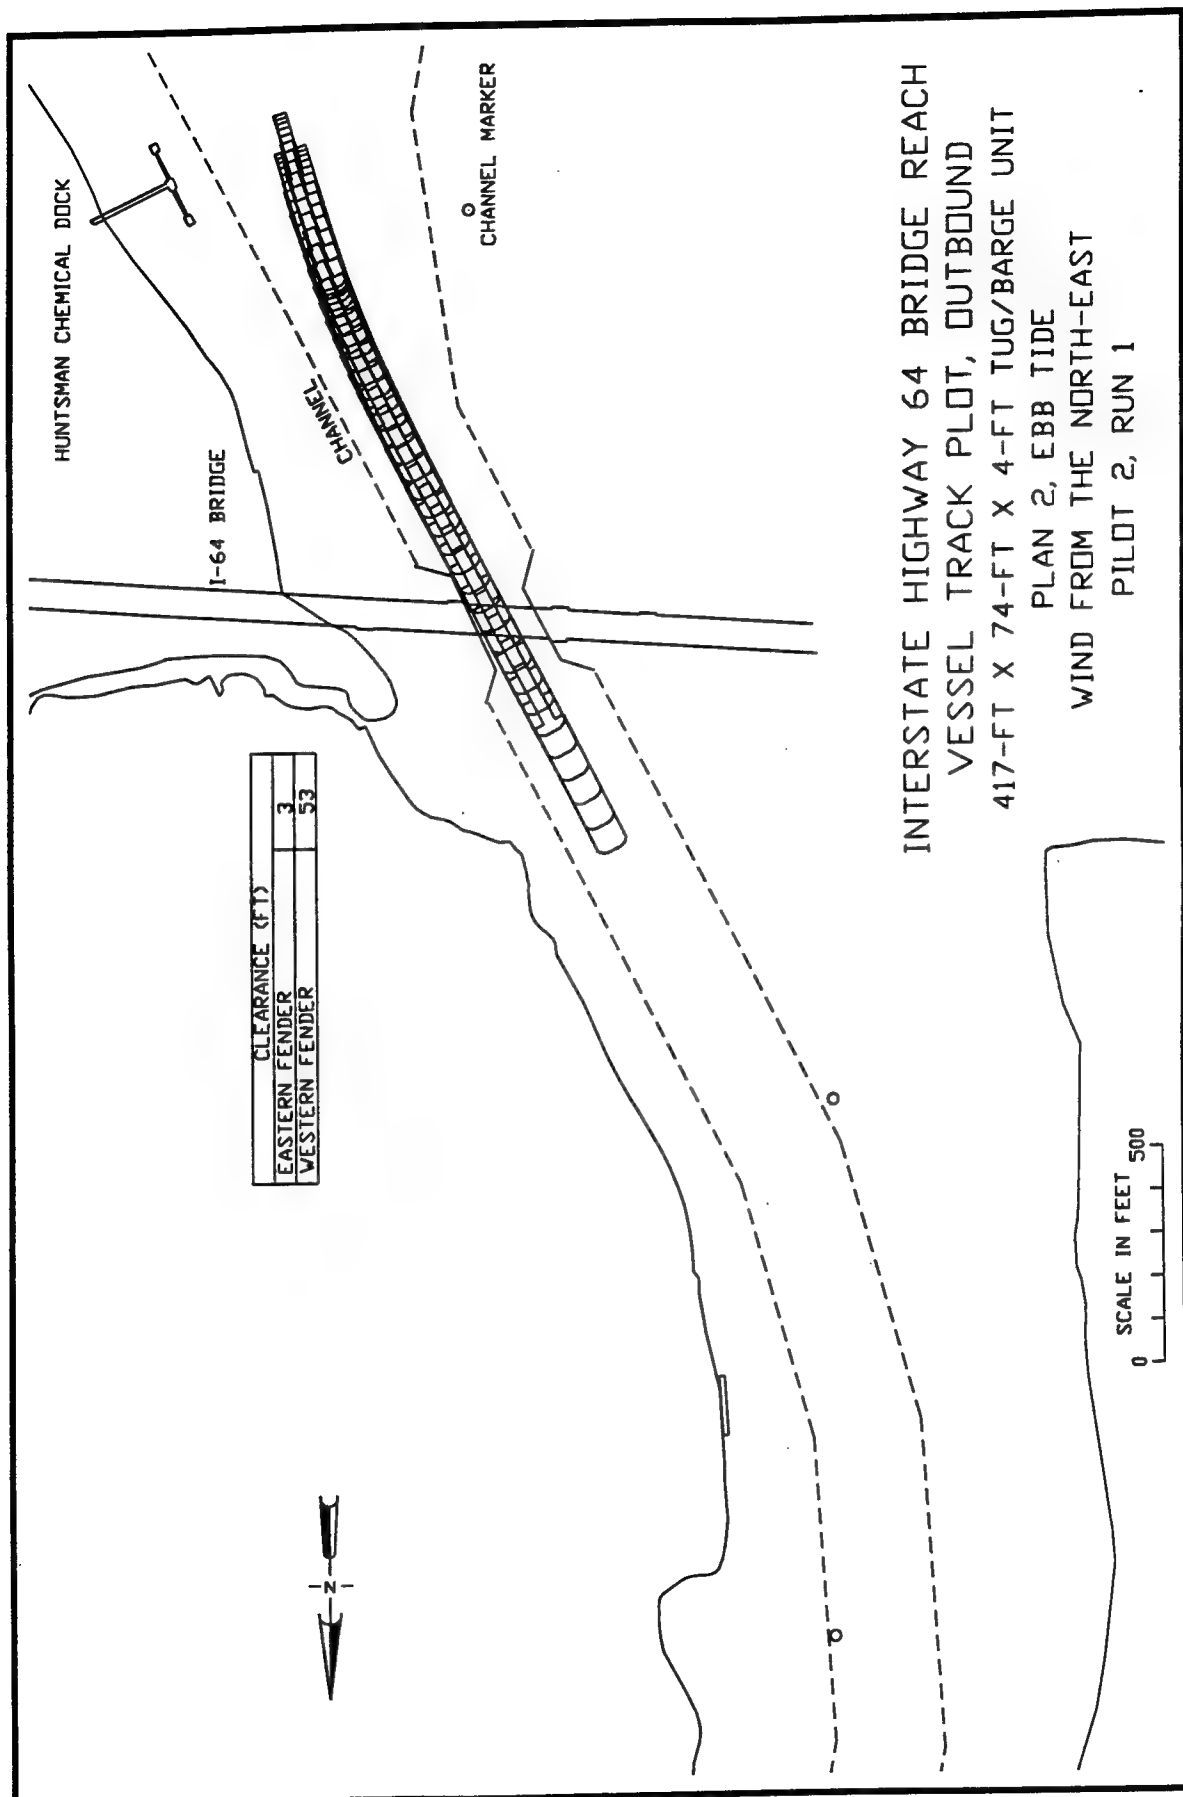 HUNTSMAN CHEMICAL DOCK
I-64 BRIDGE
CHANNEL
CHANNEL MARKER
CLEARANCE (FT)
EASTERN FENDER 3
WESTERN FENDER 53
N
INTERSTATE HIGHWAY 64 BRIDGE REACH
VESSEL TRACK PLOT, OUTBOUND
417-FT X 74-FT X 4-FT TUG/BARGE UNIT
PLAN 2, EBB TIDE
WIND FROM THE NORTH-EAST
PILOT 2, RUN 1
SCALE IN FEET
0 500